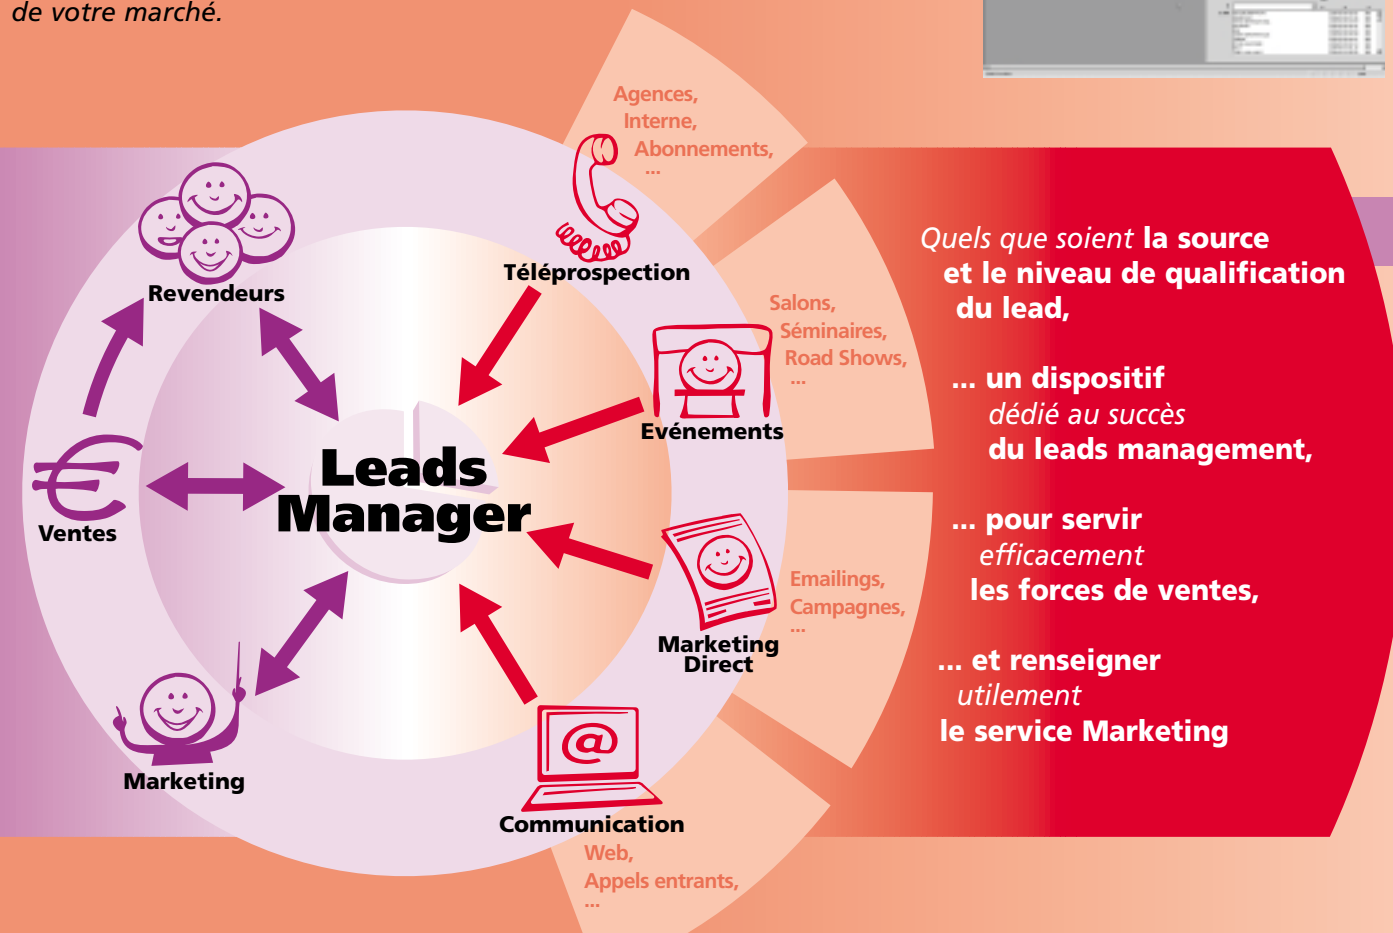 de votre marché.
Agences,
Interne,
Abonnements,
...
Téléprospection
Revendeurs
Salons,
Séminaires,
Road Shows,
...
Evénements
Leads
Manager
Ventes
Emailings,
Campagnes,
...
Marketing
Direct
Marketing
@
Communication
Web,
Appels entrants,
...
Quels que soient la source
et le niveau de qualification
du lead,
... un dispositif
dédié au succès
du leads management,
... pour servir
efficacement
les forces de ventes,
... et renseigner
utilement
le service Marketing